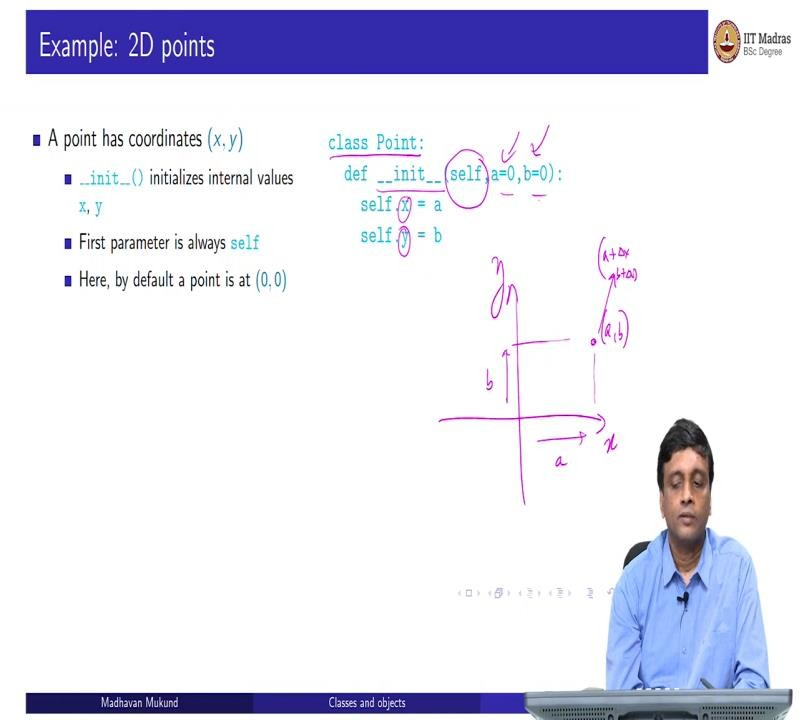 Example: 2D points
IIT Madras
BSc Degree
A point has coordinates (x, y)
__init__() initializes internal values
x, y
First parameter is always self
Here, by default a point is at (0, 0)
class Point:
def __init__(self,a=0,b=0):
self.x = a
self.y = b
(a+Δx
b+Δy)
(a, b)
y
b
a
x
Madhavan Mukund
Classes and objects